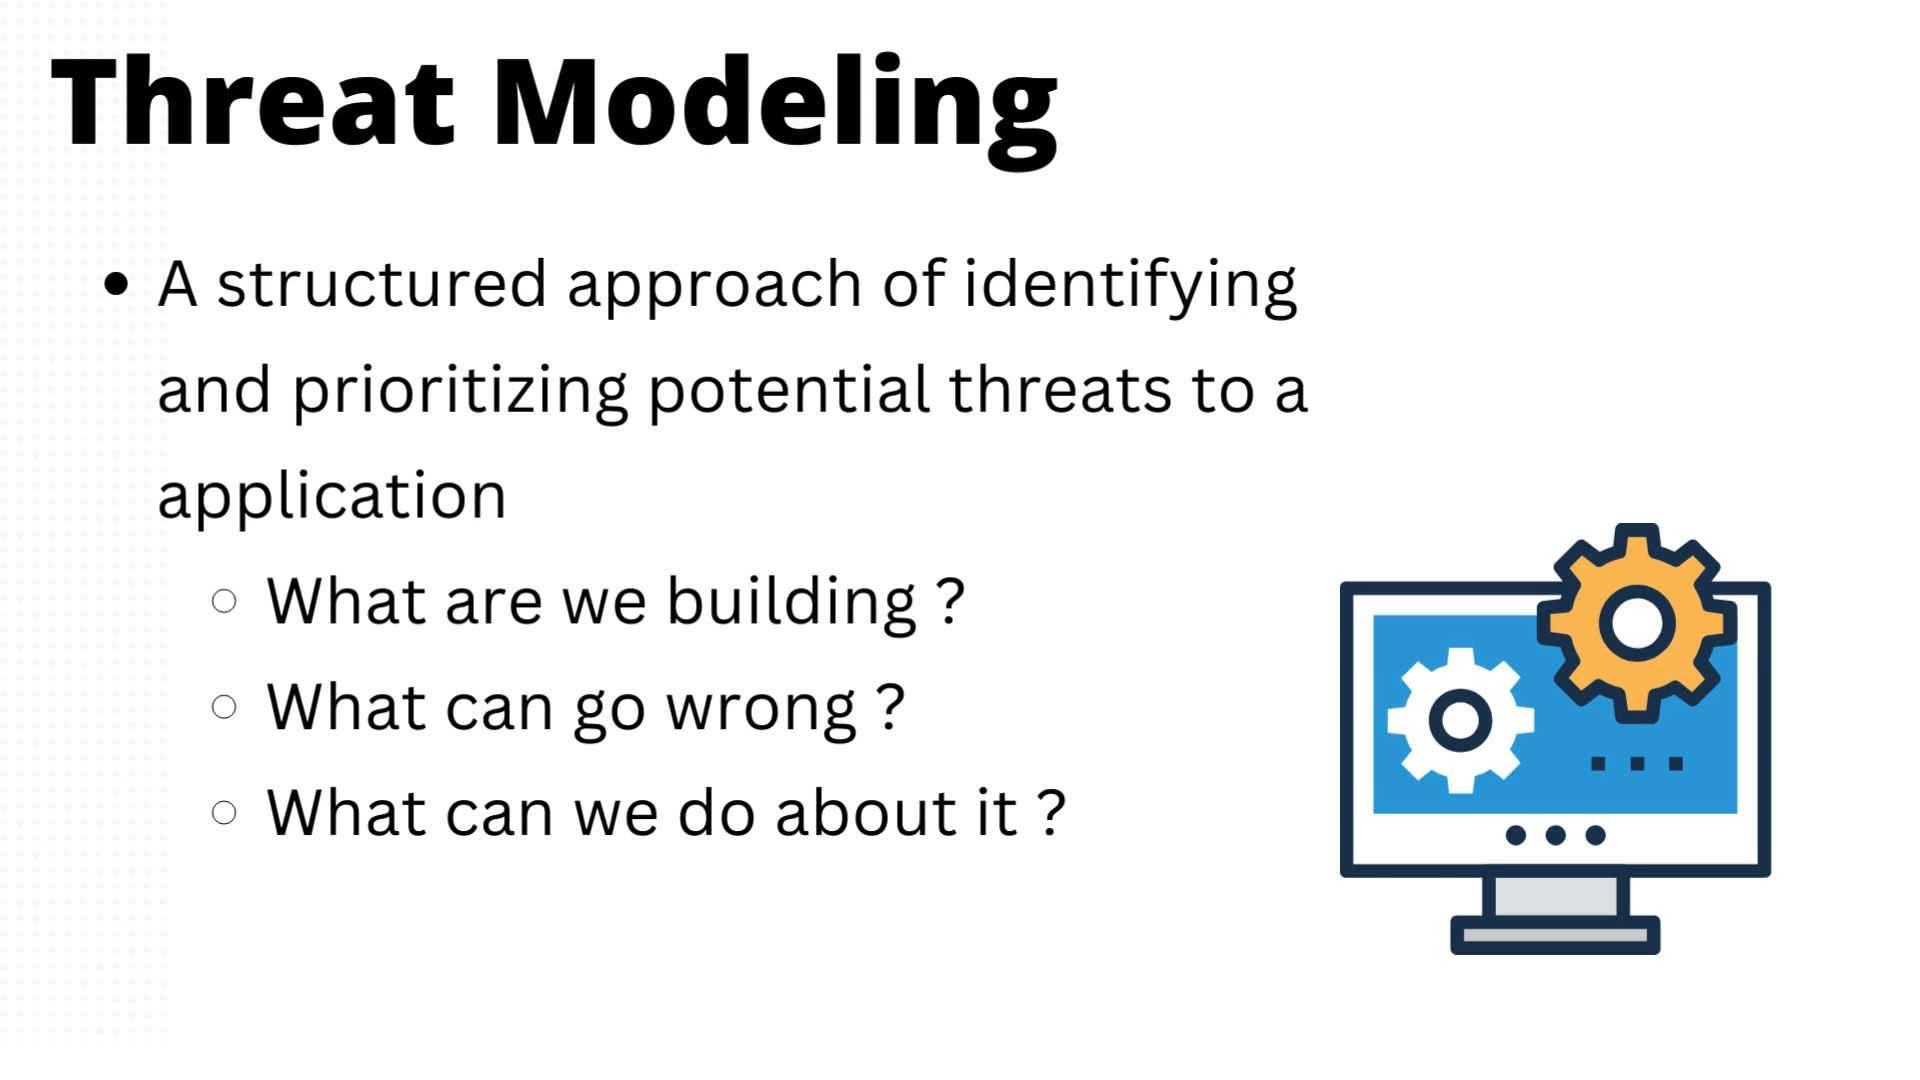 Threat Modeling
• A structured approach of identifying
and prioritizing potential threats to a
application
○ What are we building ?
○ What can go wrong ?
○ What can we do about it ?